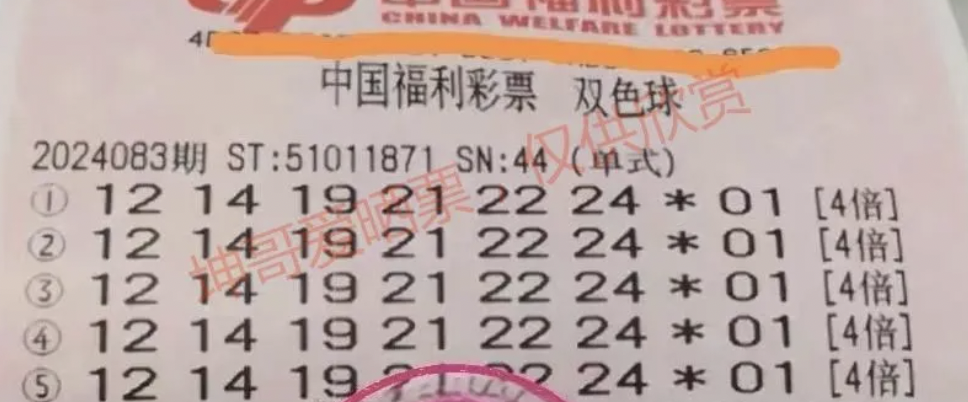 中国福利彩票
CHINA WELFARE LOTTERY
中国福利彩票 双色球
2024083期 ST:51011871 SN:44 (单式)
① 12 14 19 21 22 24 * 01 [4倍]
② 12 14 19 21 22 24 * 01 [4倍]
③ 12 14 19 21 22 24 * 01 [4倍]
④ 12 14 19 21 22 24 * 01 [4倍]
⑤ 12 14 19 21 22 24 * 01 [4倍]
坤哥爱晒票，仅供欣赏